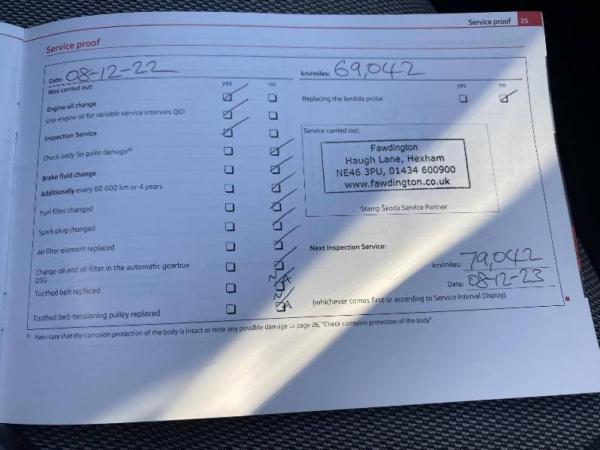 Service proof 25
Service proof
Date: 08-12-22 km/miles: 69,042
Was carried out: yes no yes no
Engine oil change Replacing the lambda probe
Use engine oil for variable service intervals QG1
Inspection Service Service carried out:
Check body for paint damage¹⁾
Brake fluid change
Additionally every 60 000 km or 4 years
Fuel filter changed
Spark plug changed
Air filter element replaced
Change oil and oil filter in the automatic gearbox
DSG
Toothed belt replaced
Toothed belt-tensioning pulley replaced
Fawdington
Haugh Lane, Hexham
NE46 3PU, 01434 600900
www.fawdington.co.uk
Stamp Škoda Service Partner
Next Inspection Service:
km/miles: 79,042
Date: 08-12-23
(whichever comes first or according to Service Interval Display)
¹⁾ Make sure that the corrosion protection of the body is intact or note any possible damage ⇒ page 26, "Check corrosion protection of the body"